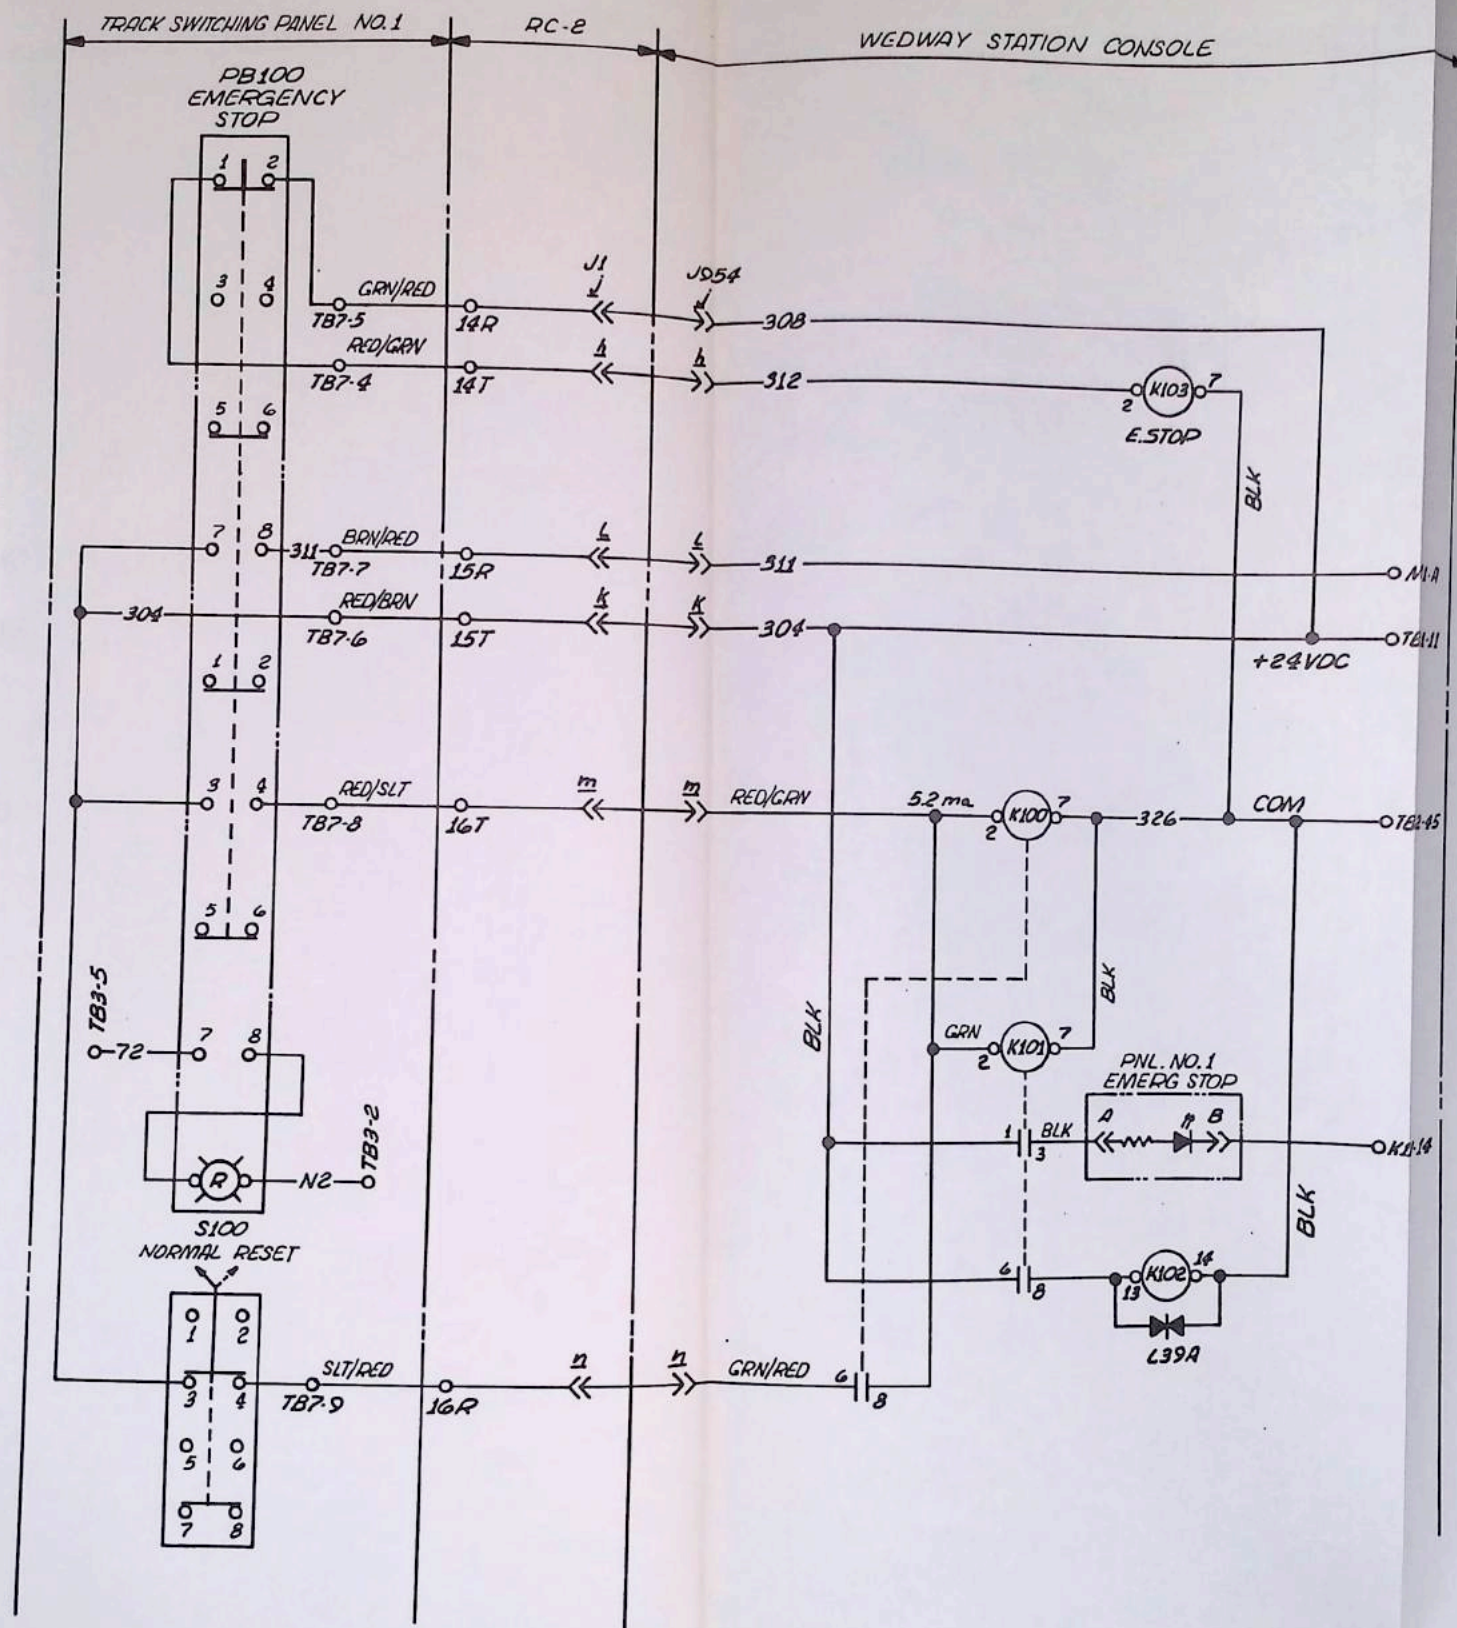 TRACK SWITCHING PANEL NO.1
RC-2
WEDWAY STATION CONSOLE
PB100
EMERGENCY
STOP
1 2
3 4
J1
J954
GRN/RED
TB7-5
14R
308
RED/GRN
TB7-4
14T
h
h
312
2
K103
7
E.STOP
5 6
BLK
7 8
311
BRN/RED
TB7-7
15R
L
L
311
304
RED/BRN
TB7-6
15T
k
K
304
+24VDC
TB1-11
1 2
3 4
RED/SLT
TB7-8
16T
m
m
RED/GRN
5.2 ma
2
K100
7
326
COM
TB2-45
5 6
TB3-5
72
7 8
BLK
GRN
2
K101
7
BLK
PNL. NO.1
EMERG STOP
1
3
BLK
A
B
K11-14
R
N2
TB3-2
S100
NORMAL RESET
BLK
6
8
13
K102
14
L39A
1 2
3 4
SLT/RED
TB7-9
16R
n
n
GRN/RED
6
8
5 6
7 8